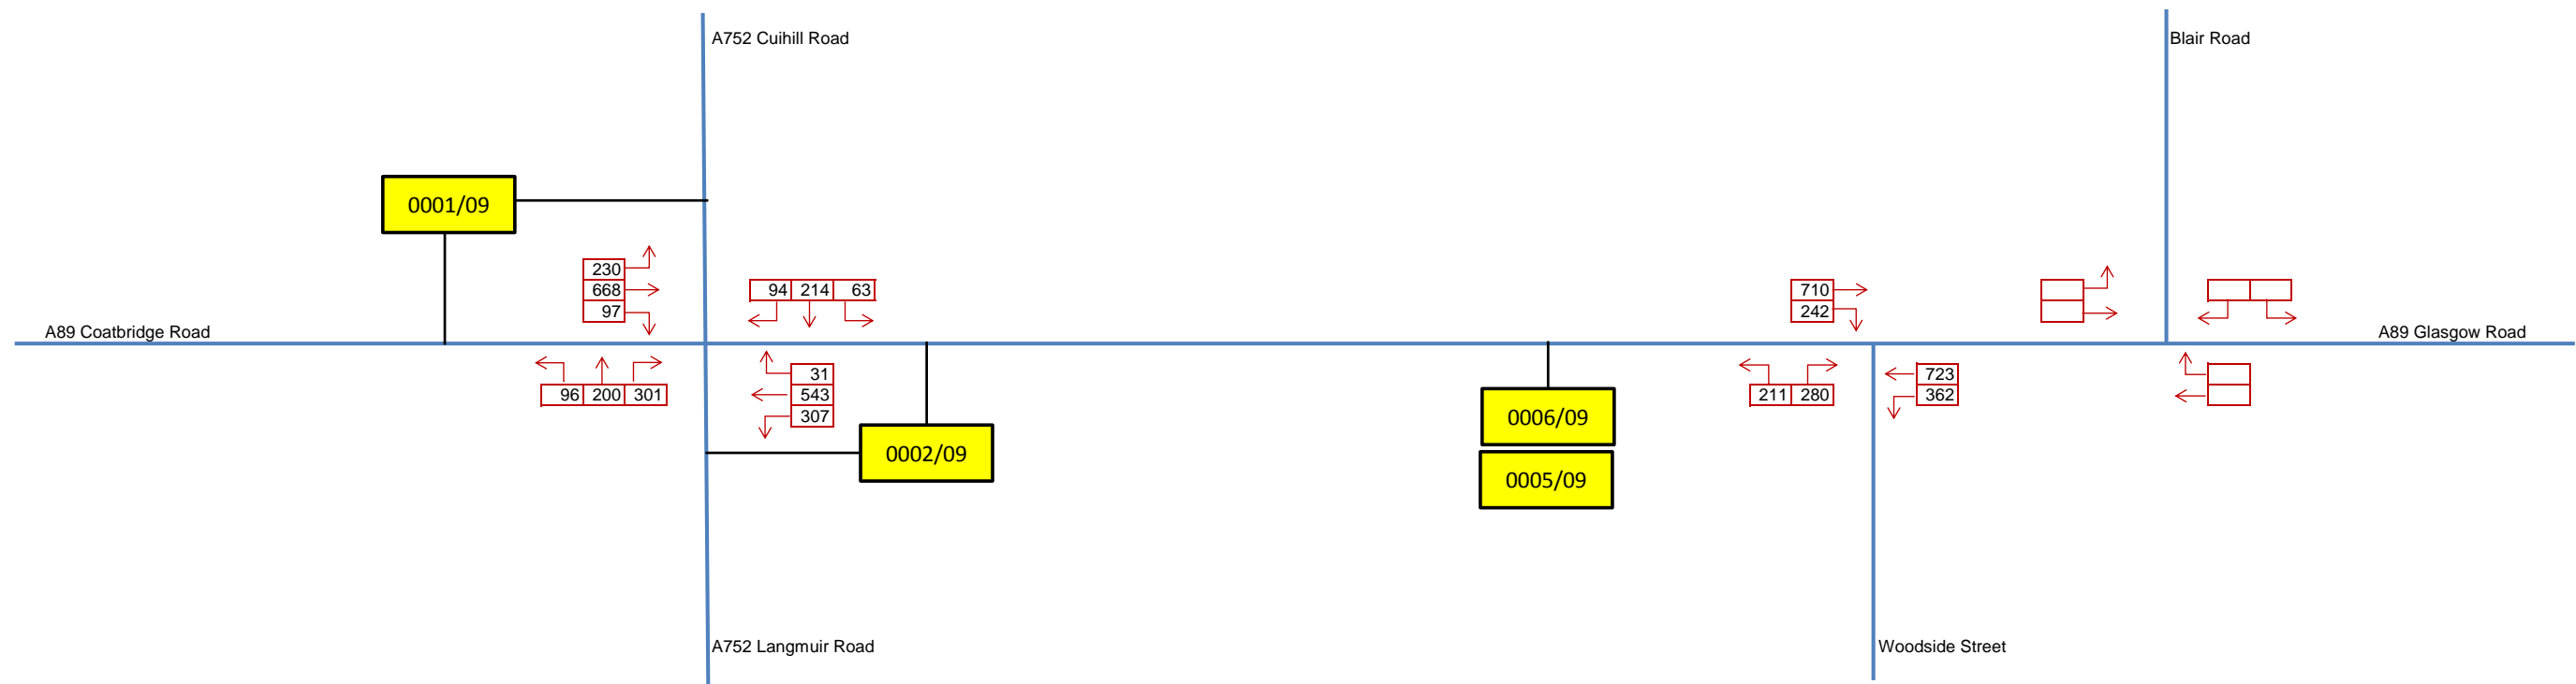 A752 Cuihill Road
Blair Road
0001/09
230
668
97
94 214 63
710
242
A89 Coatbridge Road
A89 Glasgow Road
96 200 301
31
543
307
211 280
723
362
0006/09
0002/09
0005/09
A752 Langmuir Road
Woodside Street